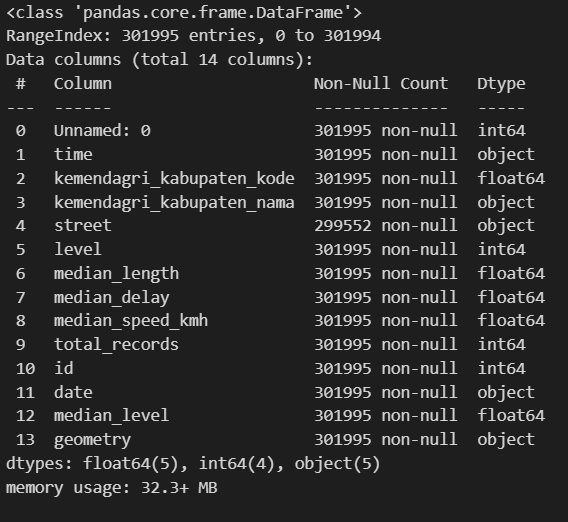 <class 'pandas.core.frame.DataFrame'>
RangeIndex: 301995 entries, 0 to 301994
Data columns (total 14 columns):
 #   Column                    Non-Null Count   Dtype
---  ------                    --------------   -----
 0   Unnamed: 0                301995 non-null  int64
 1   time                      301995 non-null  object
 2   kemendagri_kabupaten_kode  301995 non-null  float64
 3   kemendagri_kabupaten_nama  301995 non-null  object
 4   street                    299552 non-null  object
 5   level                     301995 non-null  int64
 6   median_length             301995 non-null  float64
 7   median_delay              301995 non-null  float64
 8   median_speed_kmh          301995 non-null  float64
 9   total_records             301995 non-null  int64
 10  id                        301995 non-null  int64
 11  date                      301995 non-null  object
 12  median_level              301995 non-null  float64
 13  geometry                  301995 non-null  object
dtypes: float64(5), int64(4), object(5)
memory usage: 32.3+ MB